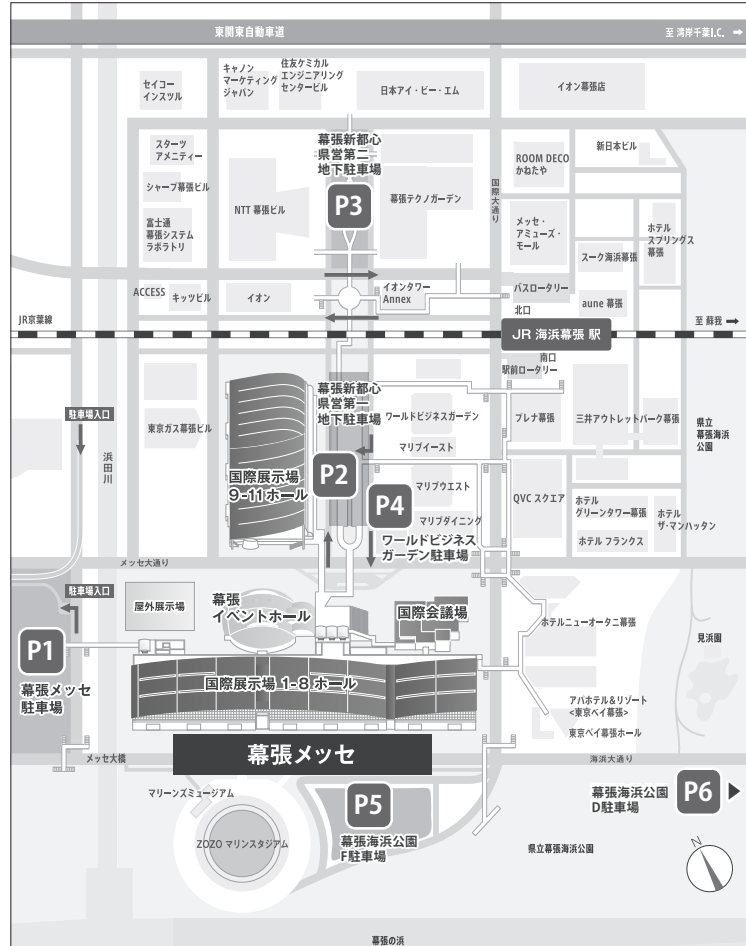 東関東自動車道
至 湾岸千葉I.C.
セイコー
インスツル
キャノン
マーケティング
ジャパン
住友ケミカル
エンジニアリング
センタービル
日本アイ・ビー・エム
イオン幕張店
スターツ
アメニティー
シャープ幕張ビル
富士通
幕張システム
ラボラトリ
NTT 幕張ビル
幕張新都心
県営第二
地下駐車場
P3
幕張テクノガーデン
国際大通り
ROOM DECO
かねたや
新日本ビル
メッセ・
アミューズ・
モール
ホテル
スプリングス
幕張
スーク海浜幕張
ACCESS
キッツビル
イオン
イオンタワー
Annex
バスロータリー
北口
aune 幕張
JR京葉線
JR 海浜幕張 駅
至 蘇我
南口
駅前ロータリー
駐車場入口
浜田川
東京ガス幕張ビル
国際展示場
9-11 ホール
幕張新都心
県営第一
地下駐車場
P2
ワールドビジネスガーデン
マリブイースト
マリブウエスト
マリブダイニング
P4
ワールドビジネス
ガーデン駐車場
プレナ幕張
三井アウトレットパーク幕張
県立
幕張海浜
公園
QVC スクエア
ホテル
グリーンタワー幕張
ホテル フランクス
ホテル
ザ・マンハッタン
メッセ大通り
駐車場入口
屋外展示場
幕張
イベントホール
国際会議場
ホテルニューオータニ幕張
見浜園
P1
幕張メッセ
駐車場
国際展示場 1-8 ホール
アパホテル&リゾート
<東京ベイ幕張>
東京ベイ幕張ホール
メッセ大橋
幕張メッセ
海浜大通り
マリーンズミュージアム
ZOZO マリンスタジアム
P5
幕張海浜公園
F駐車場
幕張海浜公園
D駐車場
P6
県立幕張海浜公園
N
幕張の浜